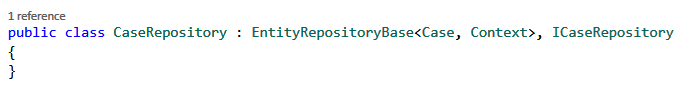 1 reference
public class CaseRepository : EntityRepositoryBase<Case, Context>, ICaseRepository
{
}